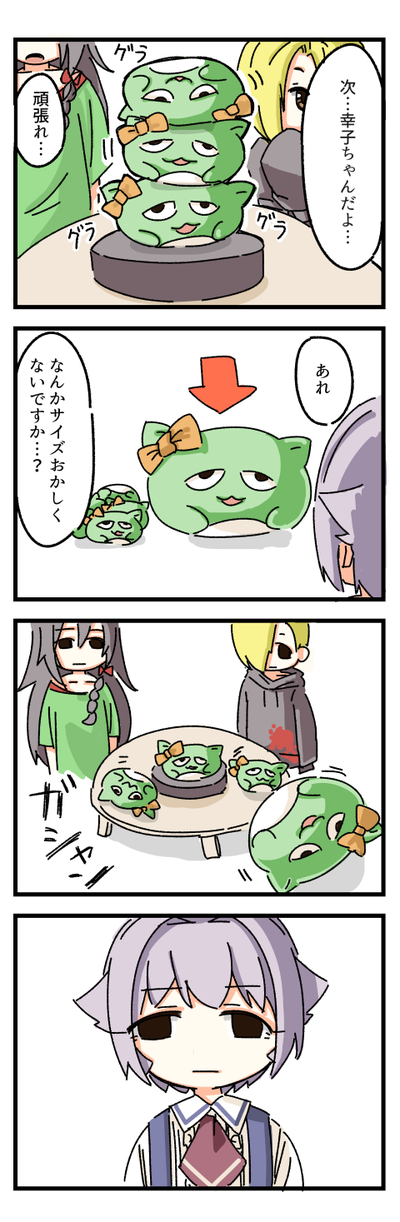 次…幸子ちゃんだよ…
グラ
頑張れ…
グラ
グラ
あれ
なんかサイズおかしく
ないですか…?
ガシャン